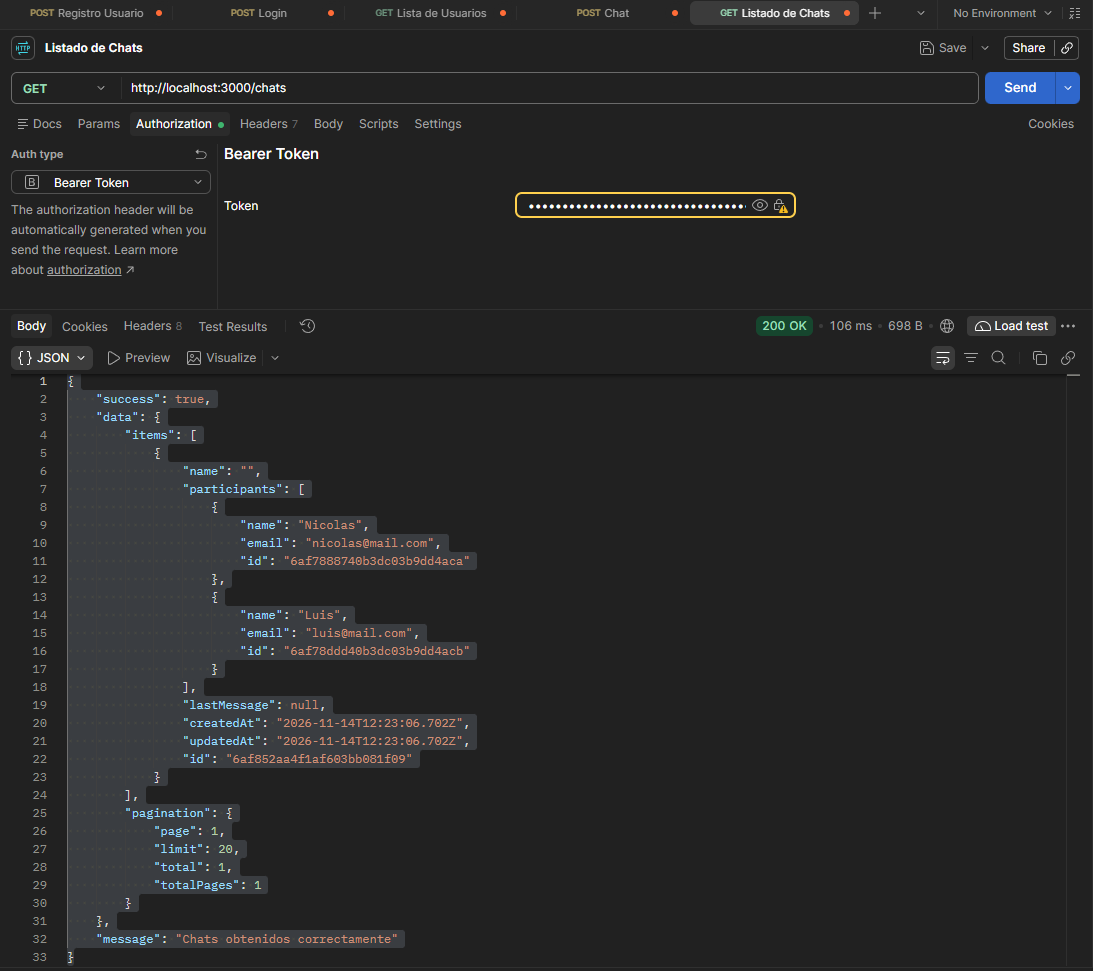 POST Registro Usuario POST Login GET Lista de Usuarios POST Chat GET Listado de Chats No Environment
HTTP Listado de Chats Save Share
GET http://localhost:3000/chats Send
Docs Params Authorization Headers 7 Body Scripts Settings Cookies
Auth type
Bearer Token
B Bearer Token
Token
The authorization header will be
automatically generated when you
send the request. Learn more
about authorization ↗
Body Cookies Headers 8 Test Results 200 OK • 106 ms • 698 B • Load test
{} JSON Preview Visualize
1 {
2 "success": true,
3 "data": {
4 "items": [
5 {
6 "name": "",
7 "participants": [
8 {
9 "name": "Nicolas",
10 "email": "nicolas@mail.com",
11 "id": "6af7888740b3dc03b9dd4aca"
12 },
13 {
14 "name": "Luis",
15 "email": "luis@mail.com",
16 "id": "6af78ddd40b3dc03b9dd4acb"
17 }
18 ],
19 "lastMessage": null,
20 "createdAt": "2026-11-14T12:23:06.702Z",
21 "updatedAt": "2026-11-14T12:23:06.702Z",
22 "id": "6af852aa4f1af603bb081f09"
23 }
24 ],
25 "pagination": {
26 "page": 1,
27 "limit": 20,
28 "total": 1,
29 "totalPages": 1
30 }
31 },
32 "message": "Chats obtenidos correctamente"
33 }